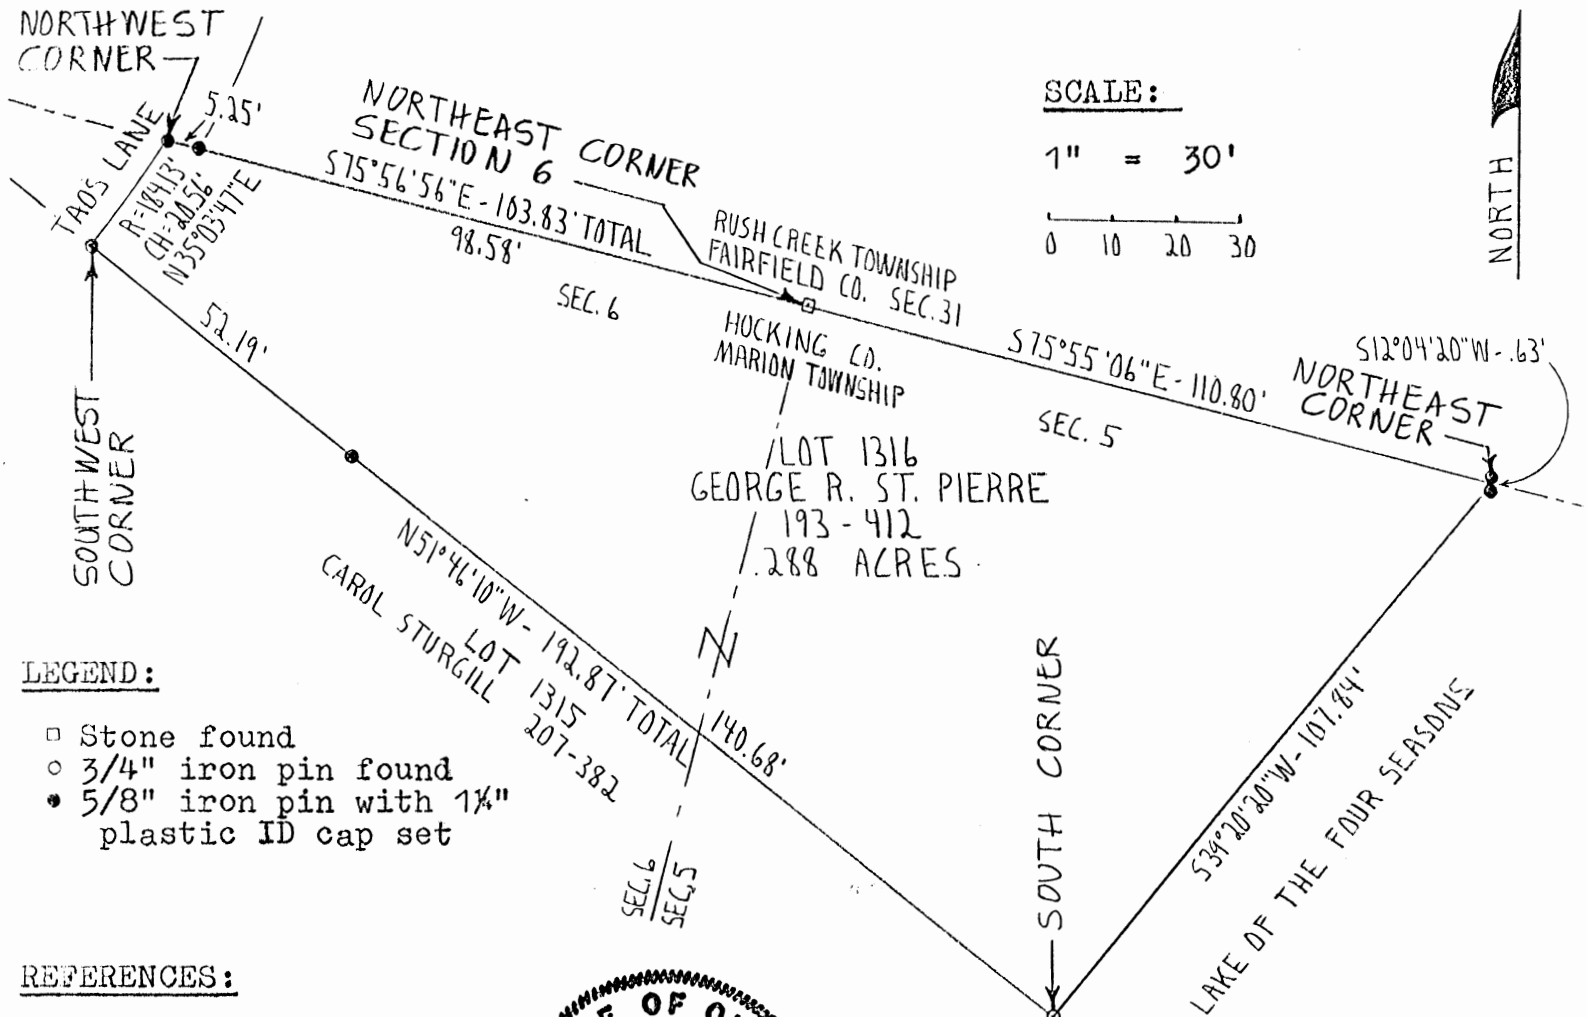 NORTHWEST
CORNER
5.25'
TAOS LANE
R=184.13'
CH=20.56'
N35°03'47"E
NORTHEAST CORNER
SECTION 6
S75°56'56"E - 103.83' TOTAL
98.58'
SEC. 6
RUSH CREEK TOWNSHIP
FAIRFIELD CO. SEC. 31
HOCKING CO.
MARION TOWNSHIP
SCALE:
1" = 30'
0 10 20 30
NORTH
S75°55'06"E - 110.80'
SEC. 5
S12°04'20"W - .63'
NORTHEAST
CORNER
LOT 1316
GEORGE R. ST. PIERRE
193 - 412
.288 ACRES
SOUTHWEST
CORNER
52.19'
N51°46'10"W - 192.87' TOTAL
140.68'
LOT 1315
CAROL STURGILL
207-382
SEC. 6
SEC. 5
SOUTH CORNER
S39°20'20"W - 107.84'
LAKE OF THE FOUR SEASONS
LEGEND:
Stone found
3/4" iron pin found
5/8" iron pin with 1¼"
plastic ID cap set
REFERENCES:
OF